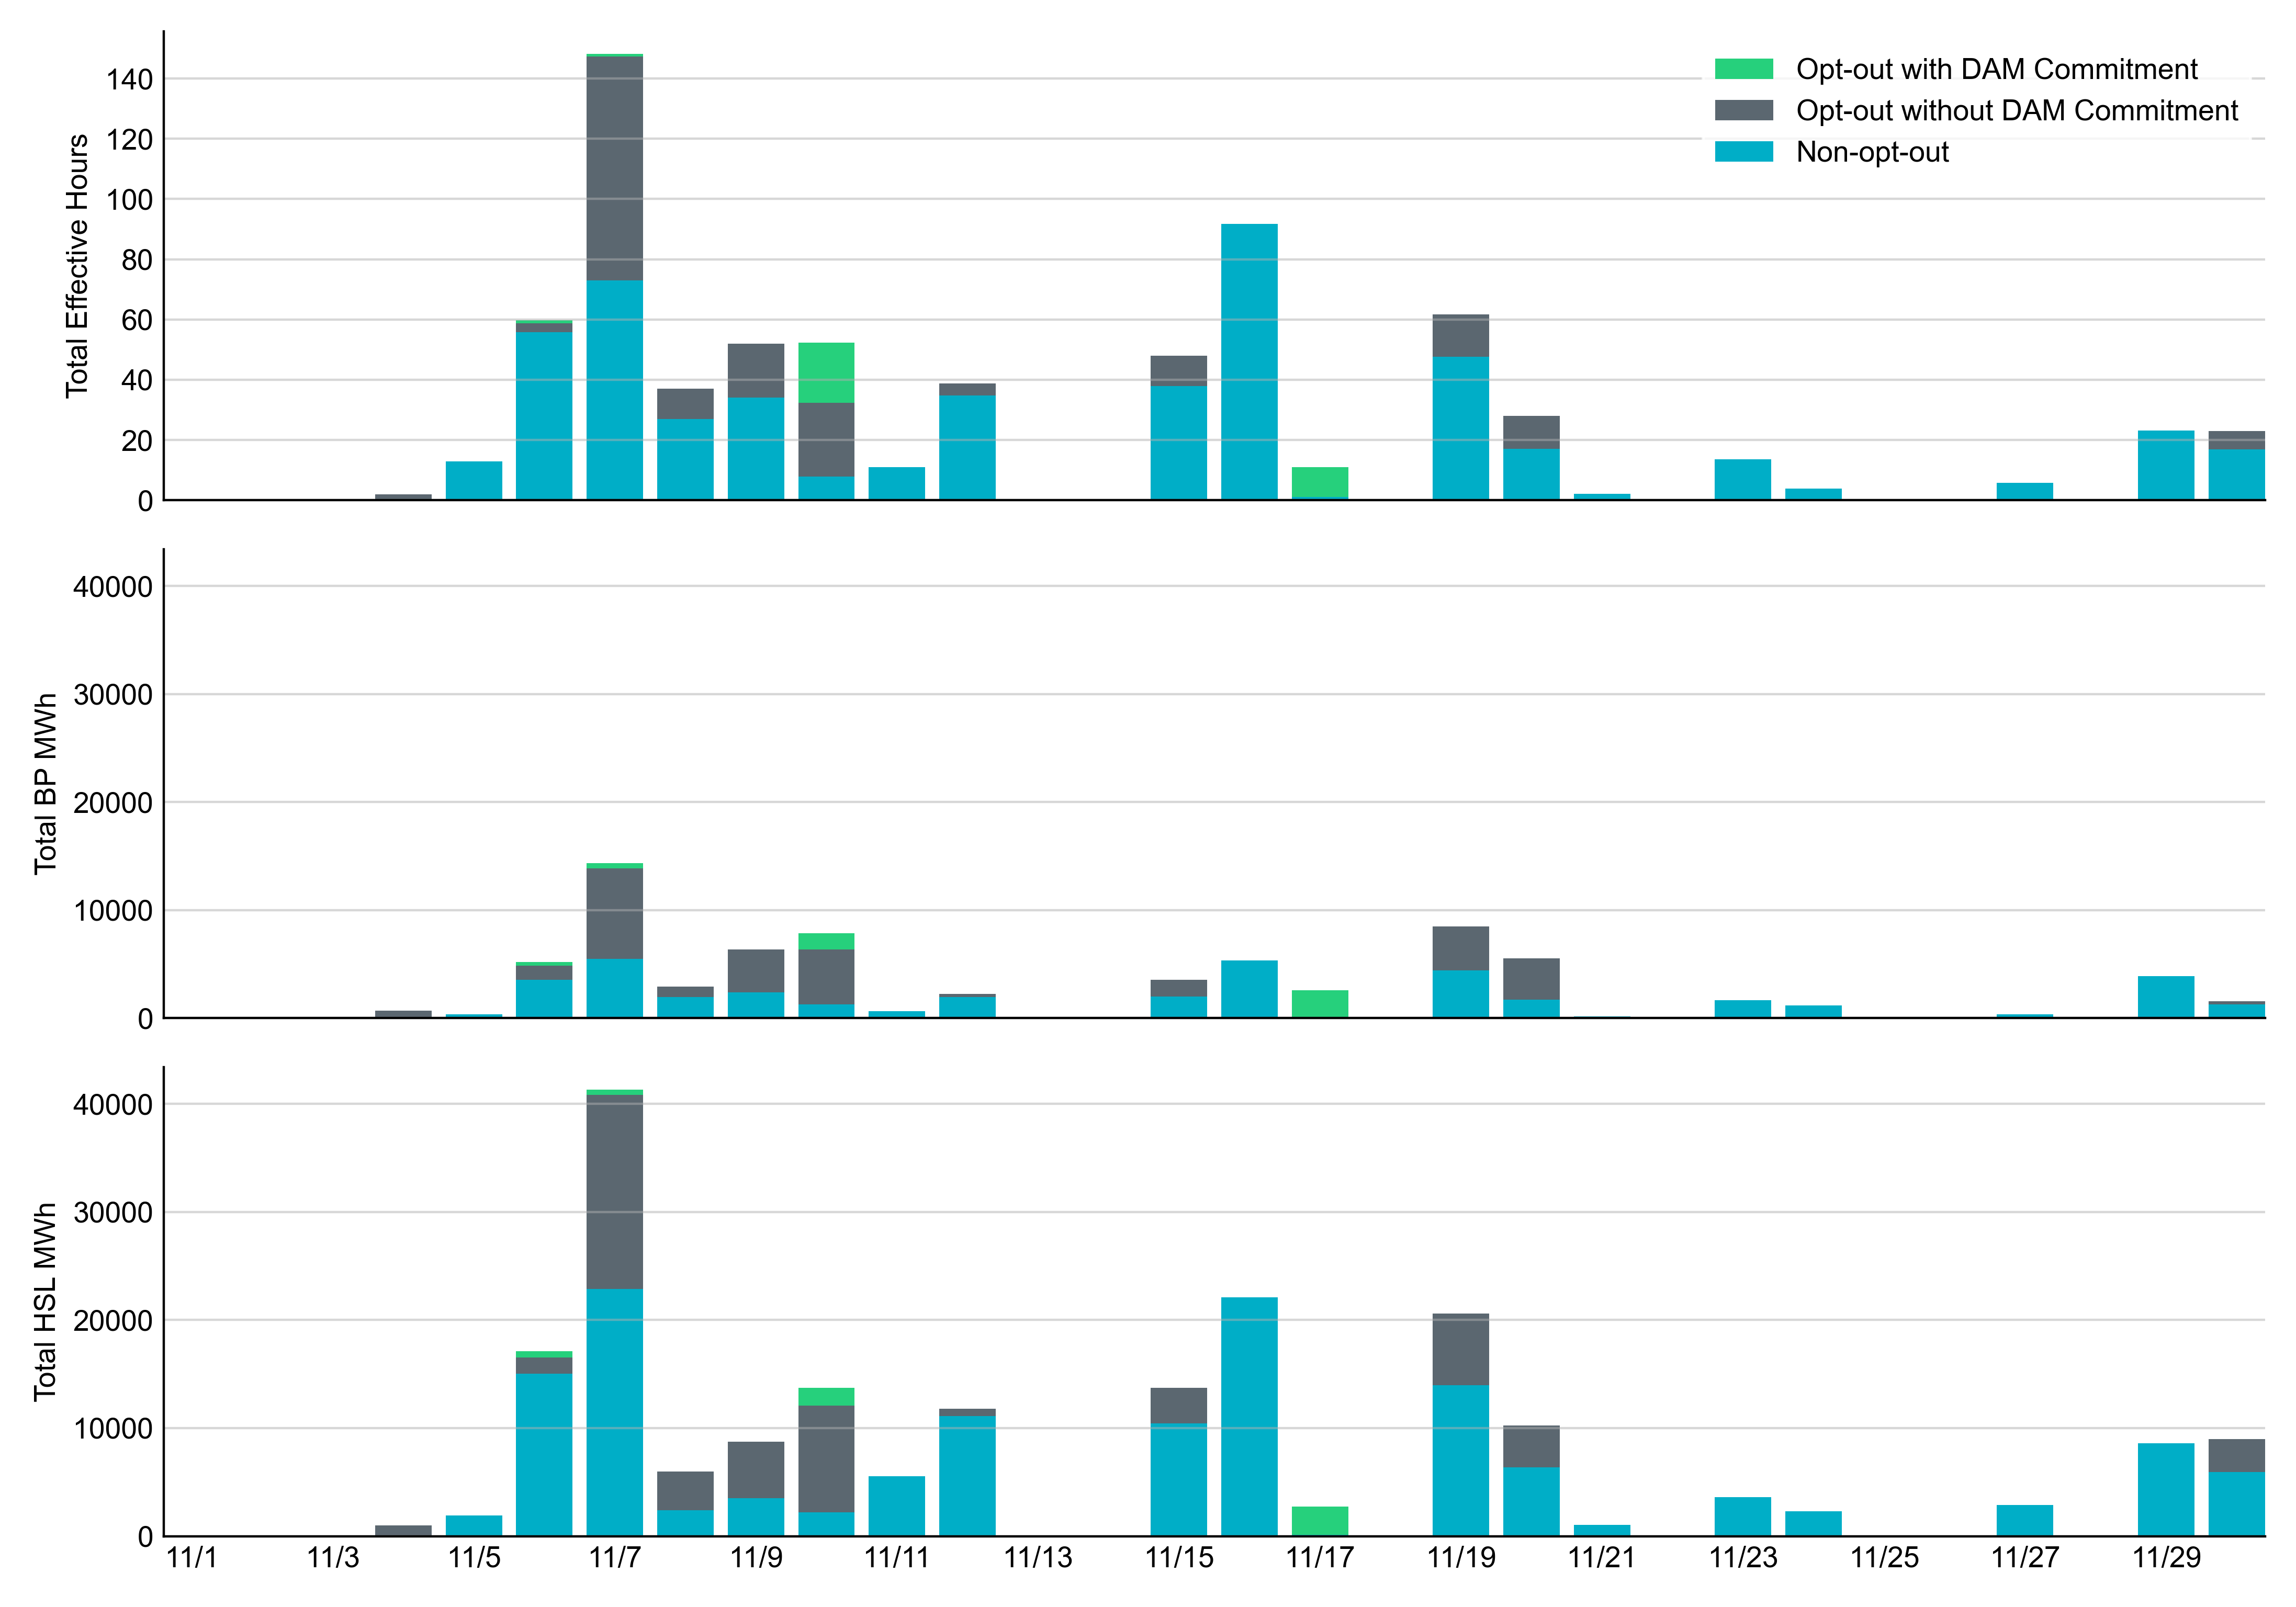 Total Effective Hours
140
120
100
80
60
40
20
0
Opt-out with DAM Commitment
Opt-out without DAM Commitment
Non-opt-out
Total BP MWh
40000
30000
20000
10000
0
Total HSL MWh
40000
30000
20000
10000
0
11/1 11/3 11/5 11/7 11/9 11/11 11/13 11/15 11/17 11/19 11/21 11/23 11/25 11/27 11/29